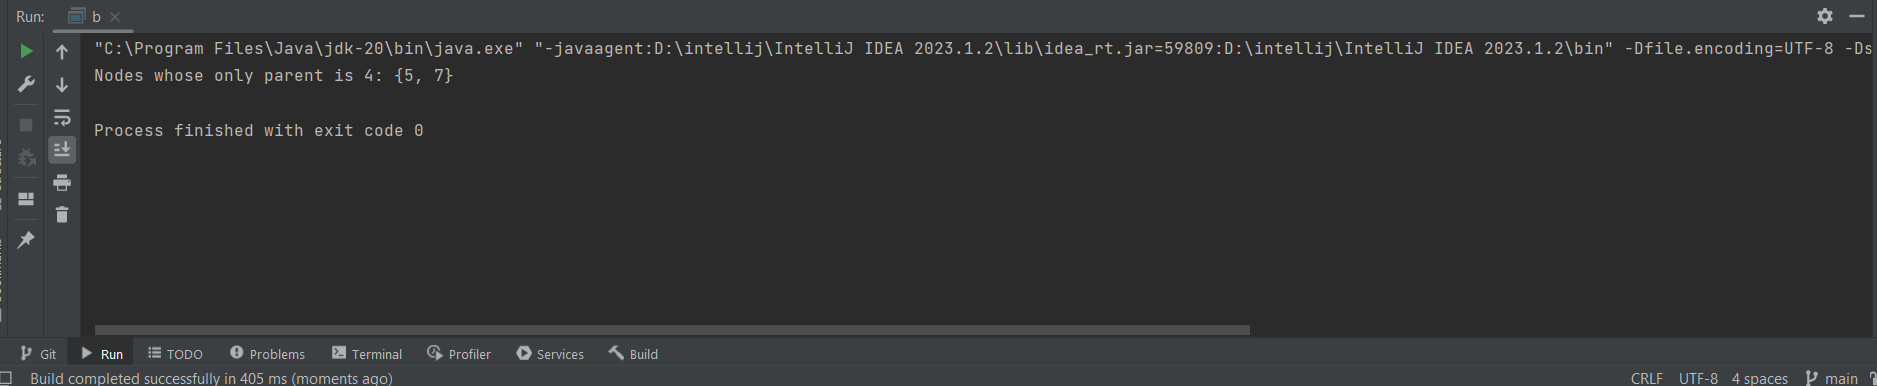 Run: b
"C:\Program Files\Java\jdk-20\bin\java.exe" "-javaagent:D:\intellij\IntelliJ IDEA 2023.1.2\lib\idea_rt.jar=59809:D:\intellij\IntelliJ IDEA 2023.1.2\bin" -Dfile.encoding=UTF-8 -Ds
Nodes whose only parent is 4: {5, 7}
Process finished with exit code 0
Git Run TODO Problems Terminal Profiler Services Build
Build completed successfully in 405 ms (moments ago) CRLF UTF-8 4 spaces main